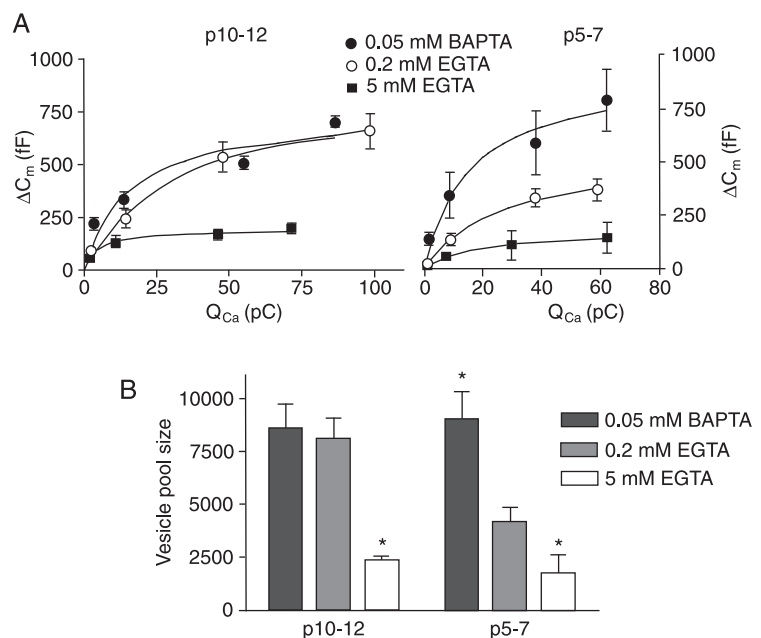 A
p10-12
p5-7
0.05 mM BAPTA
0.2 mM EGTA
5 mM EGTA
1000
750
500
250
0
ΔCm (fF)
0
25
50
75
100
QCa (pC)
1000
750
500
250
0
ΔCm (fF)
0
20
40
60
80
QCa (pC)
B
10000
7500
5000
2500
0
Vesicle pool size
*
*
*
p10-12
p5-7
0.05 mM BAPTA
0.2 mM EGTA
5 mM EGTA